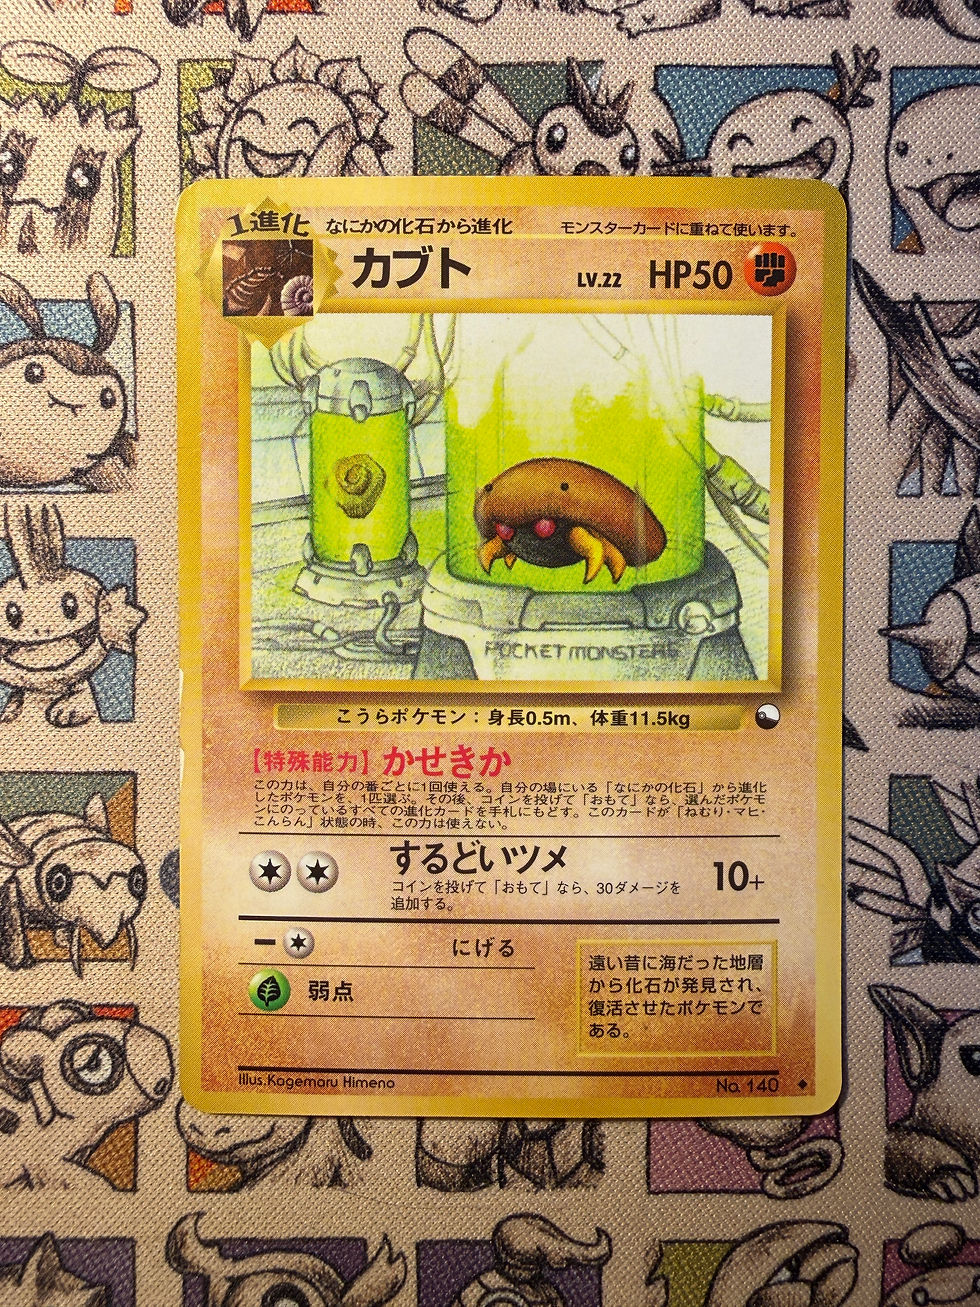 1進化 なにかの化石から進化 モンスターカードに重ねて使います。
カブト LV.22 HP50
POCKET MONSTERS
こうらポケモン：身長0.5m、体重11.5kg
【特殊能力】かせきか
この力は、自分の番ごとに1回使える。自分の場にいる「なにかの化石」から進化
したポケモンを、1匹選ぶ。その後、コインを投げて「おもて」なら、選んだポケモ
ンにのっているすべての進化カードを手札にもどす。このカードが「ねむり･マヒ･
こんらん」状態の時、この力は使えない。
するどいツメ 10+
コインを投げて「おもて」なら、30ダメージを
追加する。
ー にげる
弱点
遠い昔に海だった地層
から化石が発見され、
復活させたポケモンで
ある。
Illus.Kagemaru Himeno No. 140